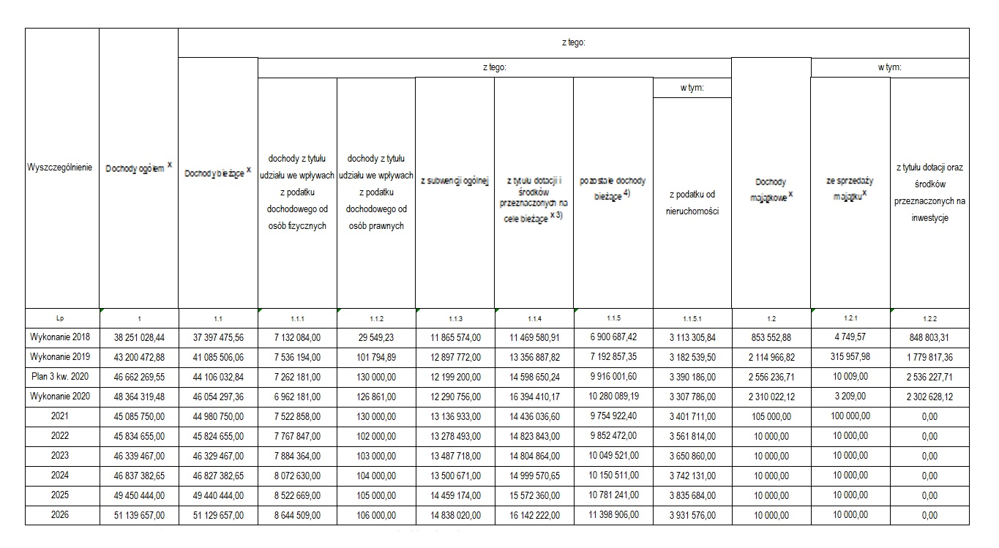 z tego:
z tego:
w tym:
w tym:
Wyszczególnienie
Dochody ogółem x
Dochody bieżące x
dochody z tytułu
udziału we wpływach
z podatku
dochodowego od
osób fizycznych
dochody z tytułu
udziału we wpływach
z podatku
dochodowego od
osób prawnych
z subwencji ogólnej
z tytułu dotacji i
środków
przeznaczonych na
cele bieżące x 3)
pozostałe dochody
bieżące 4)
z podatku od
nieruchomości
Dochody
majątkowe x
ze sprzedaży
majątku x
z tytułu dotacji oraz
środków
przeznaczonych na
inwestycje
Lp 1 1.1 1.1.1 1.1.2 1.1.3 1.1.4 1.1.5 1.1.5.1 1.2 1.2.1 1.2.2
Wykonanie 2018 38 251 028,44 37 397 475,56 7 132 084,00 29 549,23 11 865 574,00 11 469 580,91 6 900 687,42 3 113 305,84 853 552,88 4 749,57 848 803,31
Wykonanie 2019 43 200 472,88 41 085 506,06 7 536 194,00 101 794,89 12 897 772,00 13 356 887,82 7 192 857,35 3 182 539,50 2 114 966,82 315 957,98 1 779 817,36
Plan 3 kw. 2020 46 662 269,55 44 106 032,84 7 262 181,00 130 000,00 12 199 200,00 14 598 650,24 9 916 001,60 3 390 186,00 2 556 236,71 10 009,00 2 536 227,71
Wykonanie 2020 48 364 319,48 46 054 297,36 6 962 181,00 126 861,00 12 290 756,00 16 394 410,17 10 280 089,19 3 307 786,00 2 310 022,12 3 209,00 2 302 628,12
2021 45 085 750,00 44 980 750,00 7 522 858,00 130 000,00 13 136 933,00 14 436 036,60 9 754 922,40 3 401 711,00 105 000,00 100 000,00 0,00
2022 45 834 655,00 45 824 655,00 7 767 847,00 102 000,00 13 278 493,00 14 823 843,00 9 852 472,00 3 561 814,00 10 000,00 10 000,00 0,00
2023 46 339 467,00 46 329 467,00 7 884 364,00 103 000,00 13 487 718,00 14 804 864,00 10 049 521,00 3 650 860,00 10 000,00 10 000,00 0,00
2024 46 837 382,65 46 827 382,65 8 072 630,00 104 000,00 13 500 671,00 14 999 570,65 10 150 511,00 3 742 131,00 10 000,00 10 000,00 0,00
2025 49 450 444,00 49 440 444,00 8 522 669,00 105 000,00 14 459 174,00 15 572 360,00 10 781 241,00 3 835 684,00 10 000,00 10 000,00 0,00
2026 51 139 657,00 51 129 657,00 8 644 509,00 106 000,00 14 838 020,00 16 142 222,00 11 398 906,00 3 931 576,00 10 000,00 10 000,00 0,00